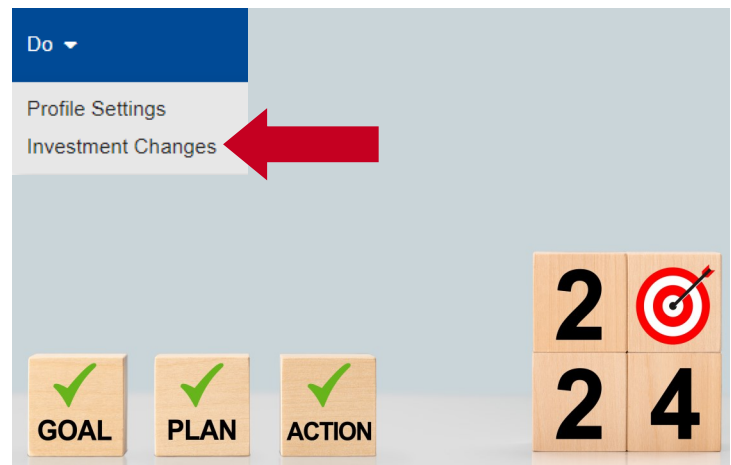 Do
Profile Settings
Investment Changes
2
2 4
GOAL PLAN ACTION